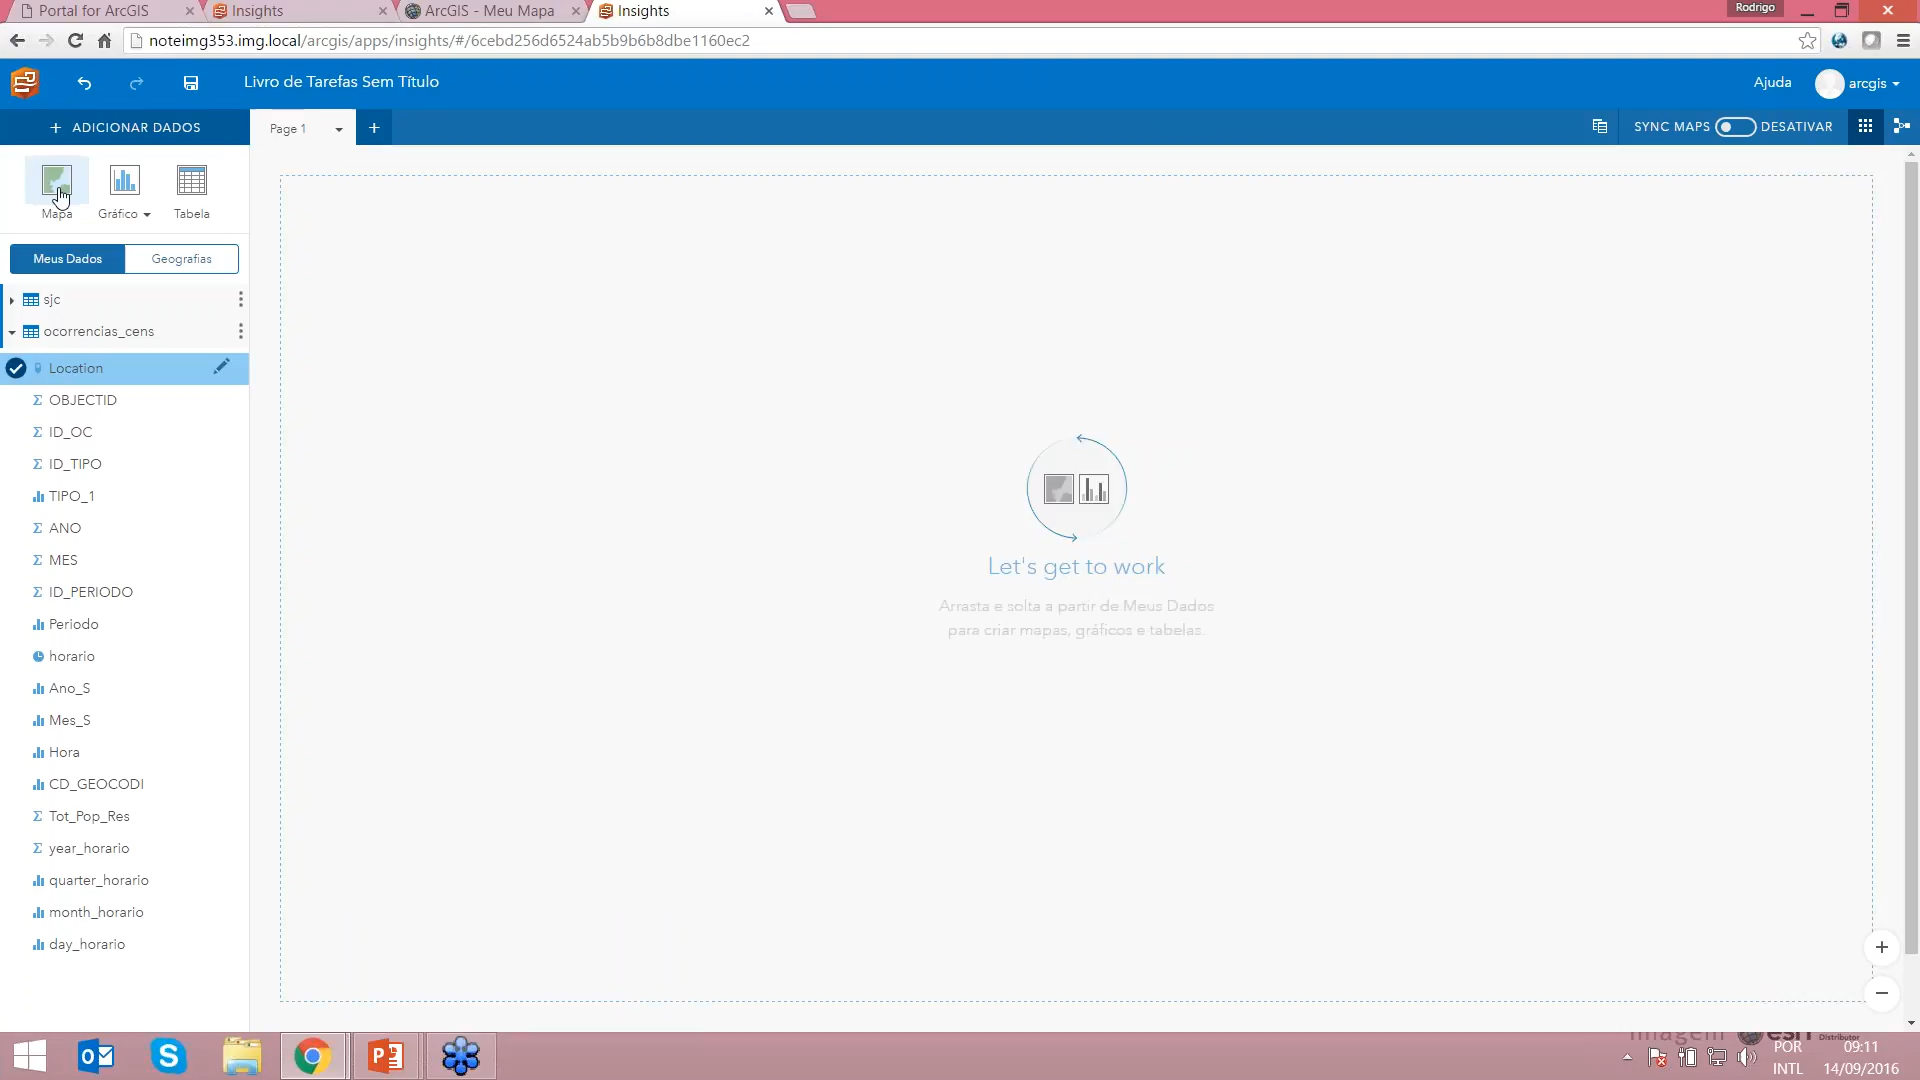 Portal for ArcGIS
Insights
ArcGIS - Meu Mapa
Insights
Rodrigo
noteimg353.img.local/arcgis/apps/insights/#/6cebd256d6524ab5b9b6b8dbe1160ec2
Livro de Tarefas Sem Título
Ajuda
arcgis
ADICIONAR DADOS
Page 1
SYNC MAPS
DESATIVAR
Mapa
Gráfico
Tabela
Meus Dados
Geografias
sjc
ocorrencias_cens
Location
OBJECTID
ID_OC
ID_TIPO
TIPO_1
ANO
MES
ID_PERIODO
Periodo
horario
Ano_S
Mes_S
Hora
CD_GEOCODI
Tot_Pop_Res
year_horario
quarter_horario
month_horario
day_horario
Let's get to work
Arrasta e solta a partir de Meus Dados
para criar mapas, gráficos e tabelas.
imagem esri Distributor
POR
INTL
09:11
14/09/2016